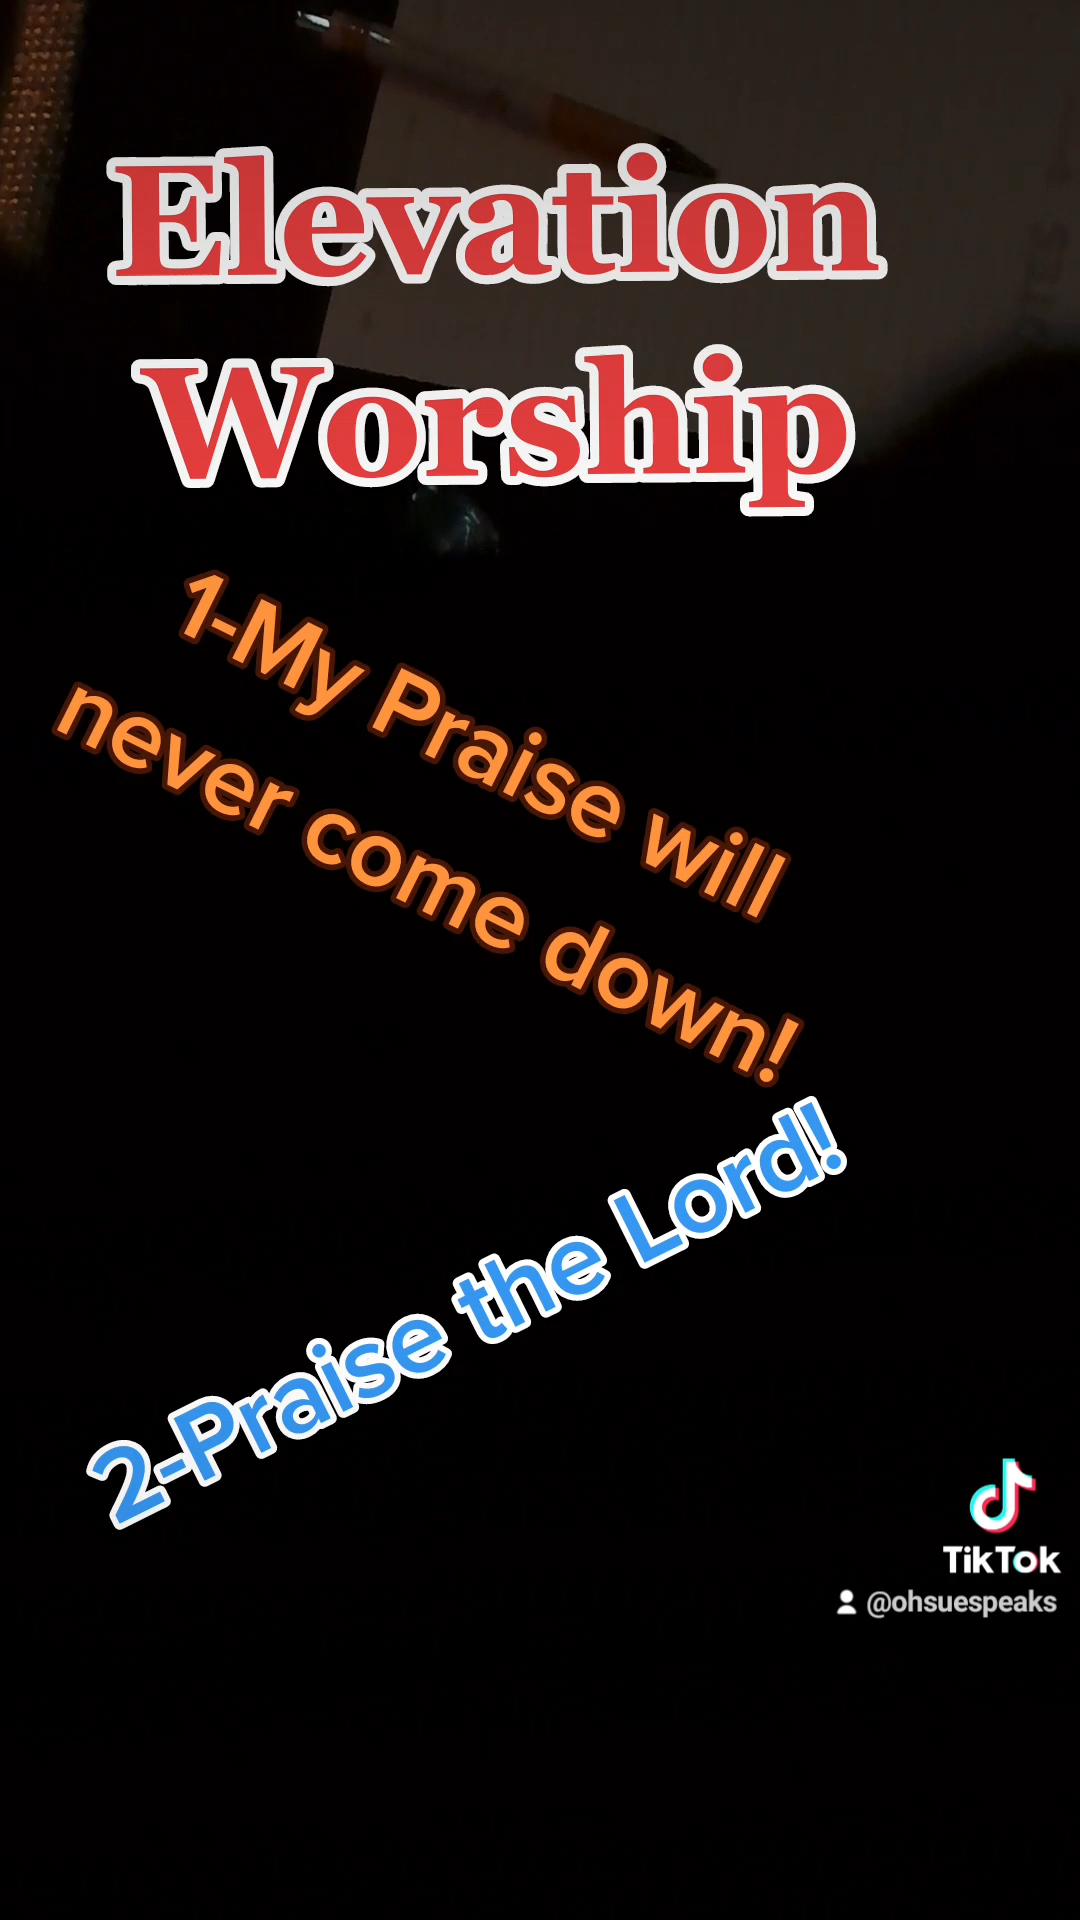 Elevation
Worship
1-My Praise will
never come down!
2-Praise the Lord!
TikTok
@ohsuespeaks